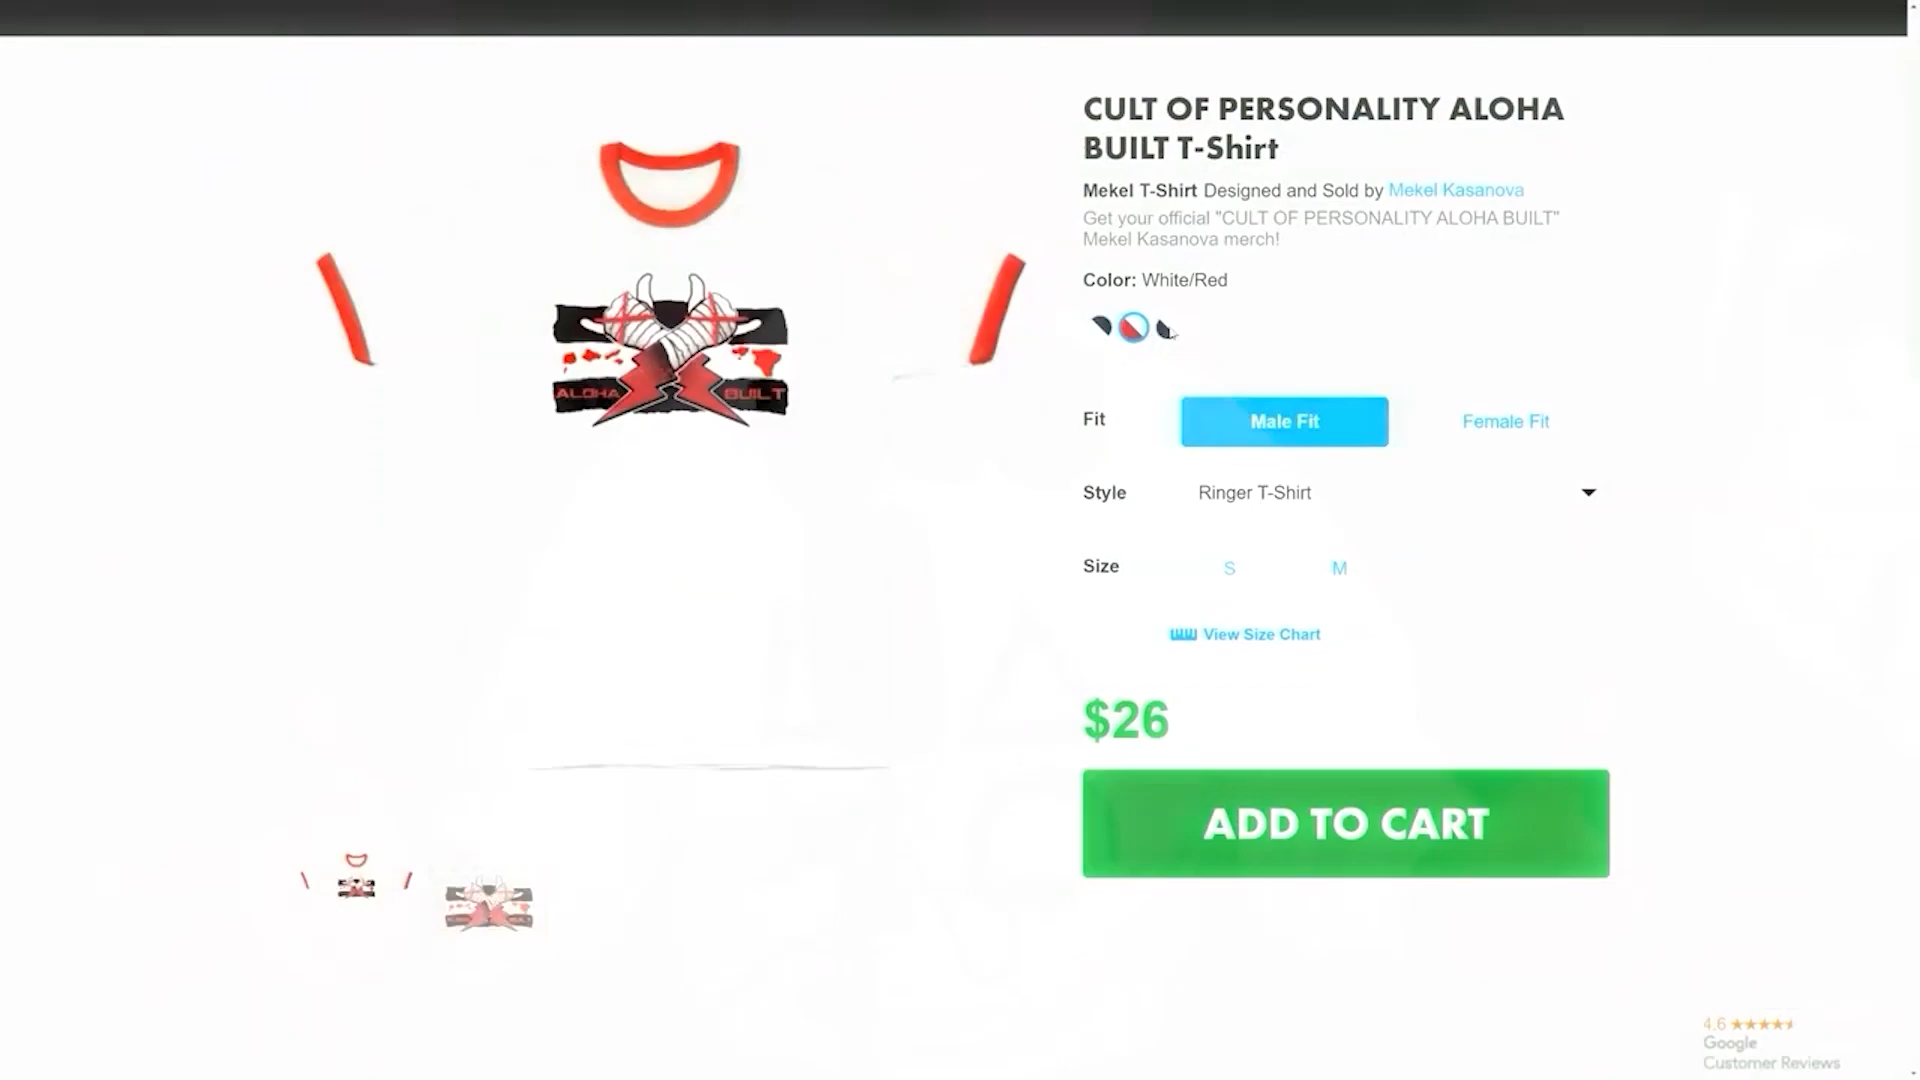 CULT OF PERSONALITY ALOHA
BUILT T-Shirt
Mekel T-Shirt Designed and Sold by Mekel Kasanova
Get your official "CULT OF PERSONALITY ALOHA BUILT"
Mekel Kasanova merch!
Color: White/Red
ALOHA BUILT
Fit Male Fit Female Fit
Style Ringer T-Shirt
Size S M
View Size Chart
$26
ADD TO CART
4.6
Google
Customer Reviews